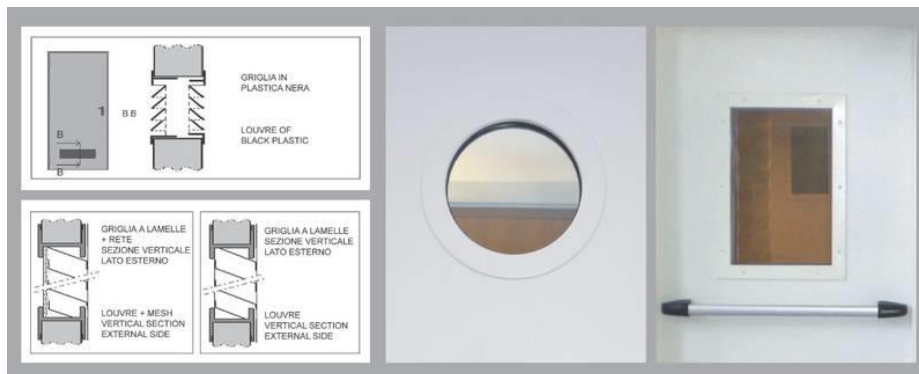 GRIGLIA IN
PLASTICA NERA
B B
LOUVRE OF
BLACK PLASTIC
B
B
GRIGLIA A LAMELLE
+ RETE
SEZIONE VERTICALE
LATO ESTERNO
LOUVRE + MESH
VERTICAL SECTION
EXTERNAL SIDE
GRIGLIA A LAMELLE
SEZIONE VERTICALE
LATO ESTERNO
LOUVRE
VERTICAL SECTION
EXTERNAL SIDE